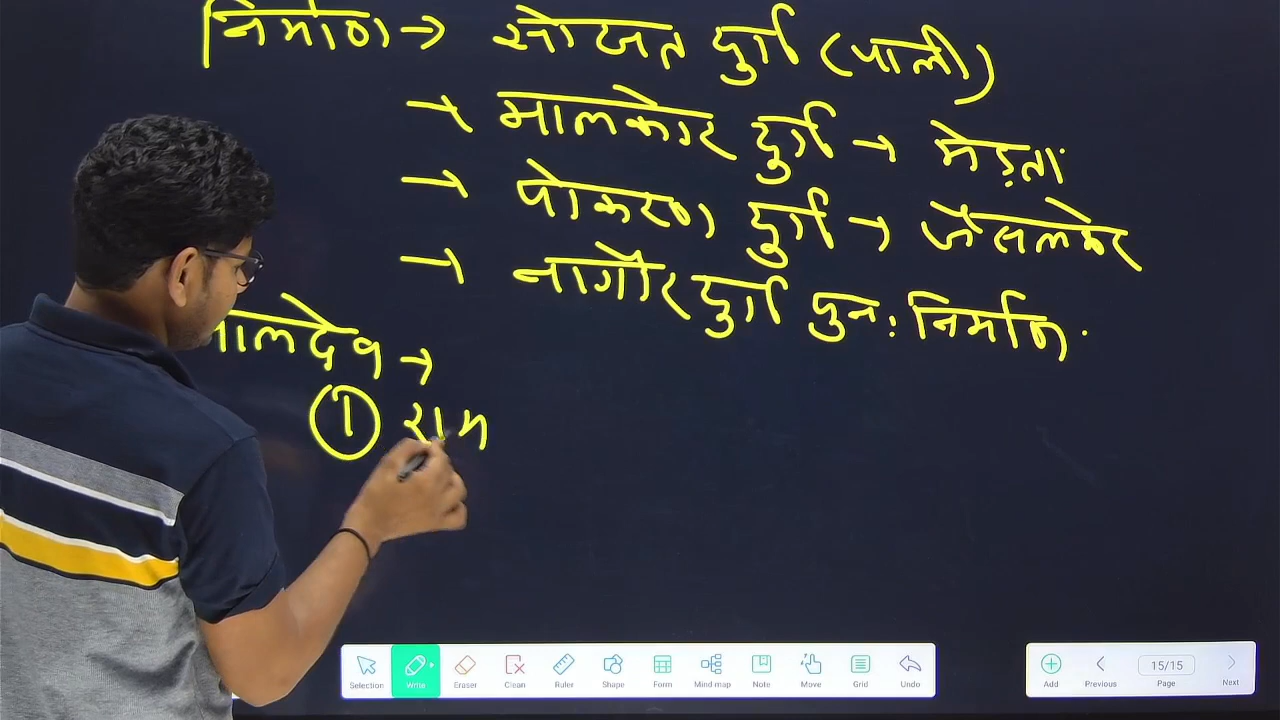 निर्माण → सोजत दुर्ग (पाली)
→ मालकोट दुर्ग → मेड़ता
→ पोकरण दुर्ग → जैसलमेर
→ नागौर दुर्ग पुनः निर्माण
मालदेव →
① राम
Selection Write Eraser Clean Ruler Shape Form Mind map Note Move Grid Undo
Add Previous 15/15 Page Next